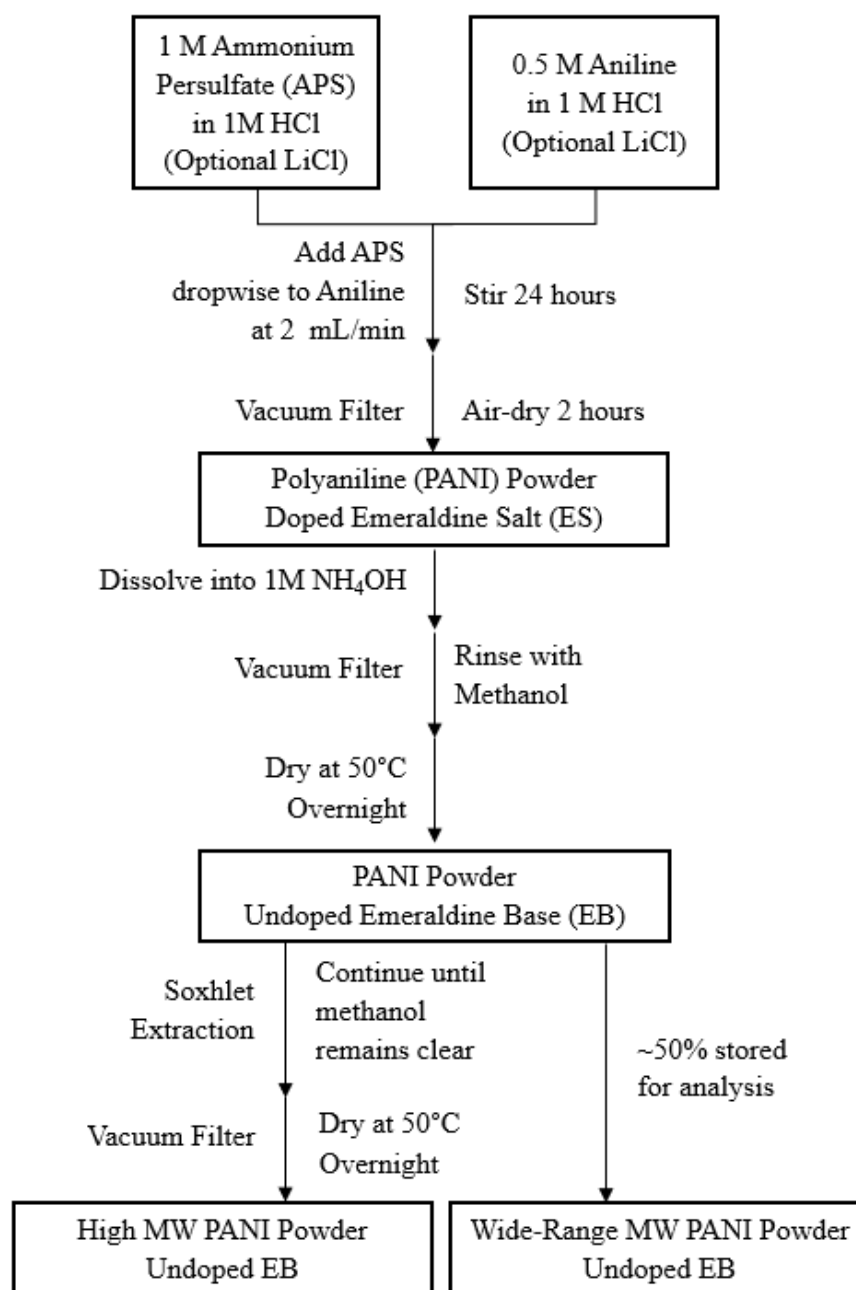 1 M Ammonium
Persulfate (APS)
in 1M HCl
(Optional LiCl)
0.5 M Aniline
in 1 M HCl
(Optional LiCl)
Add APS
dropwise to Aniline
at 2 mL/min
Stir 24 hours
Vacuum Filter
Air-dry 2 hours
Polyaniline (PANI) Powder
Doped Emeraldine Salt (ES)
Dissolve into 1M NH₄OH
Vacuum Filter
Rinse with
Methanol
Dry at 50°C
Overnight
PANI Powder
Undoped Emeraldine Base (EB)
Soxhlet
Extraction
Continue until
methanol
remains clear
~50% stored
for analysis
Vacuum Filter
Dry at 50°C
Overnight
High MW PANI Powder
Undoped EB
Wide-Range MW PANI Powder
Undoped EB